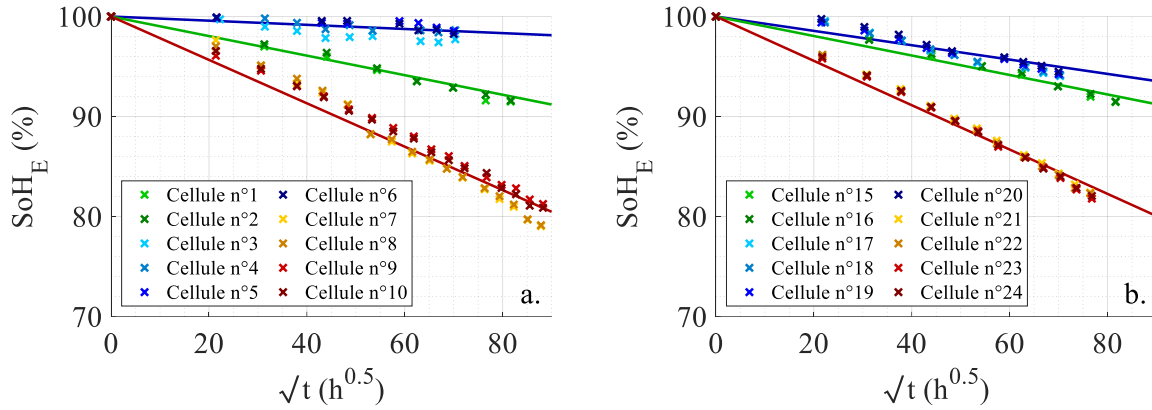 100
90
80
70
SoH_E (%)
Cellule n°1
Cellule n°2
Cellule n°3
Cellule n°4
Cellule n°5
Cellule n°6
Cellule n°7
Cellule n°8
Cellule n°9
Cellule n°10
a.
0 20 40 60 80
√t (h^0.5)
100
90
80
70
SoH_E (%)
Cellule n°15
Cellule n°16
Cellule n°17
Cellule n°18
Cellule n°19
Cellule n°20
Cellule n°21
Cellule n°22
Cellule n°23
Cellule n°24
b.
0 20 40 60 80
√t (h^0.5)